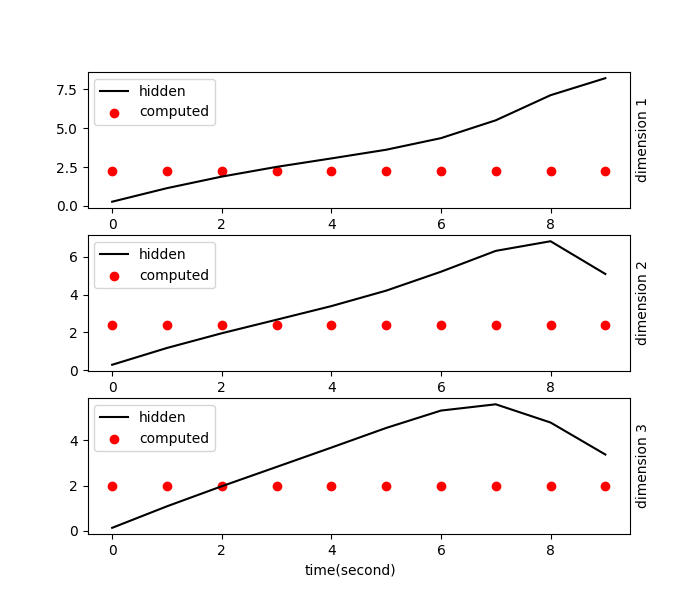 7.5
5.0
2.5
0.0
hidden
computed
dimension 1
0 2 4 6 8
6
4
2
0
hidden
computed
dimension 2
0 2 4 6 8
4
2
0
hidden
computed
dimension 3
0 2 4 6 8
time(second)